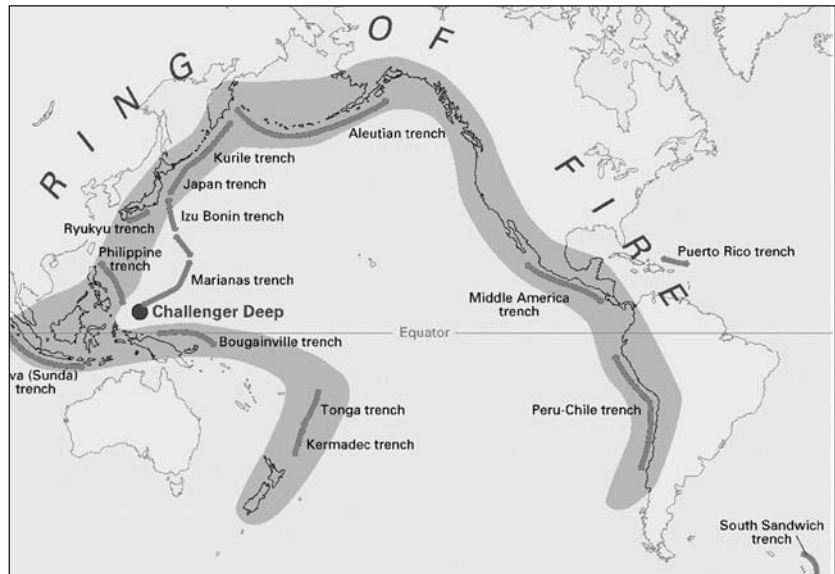 RING OF FIRE
Aleutian trench
Kurile trench
Japan trench
Izu Bonin trench
Ryukyu trench
Philippine
trench
Marianas trench
Challenger Deep
Puerto Rico trench
Middle America
trench
Equator
Bougainville trench
va (Sunda)
trench
Tonga trench
Kermadec trench
Peru-Chile trench
South Sandwich
trench